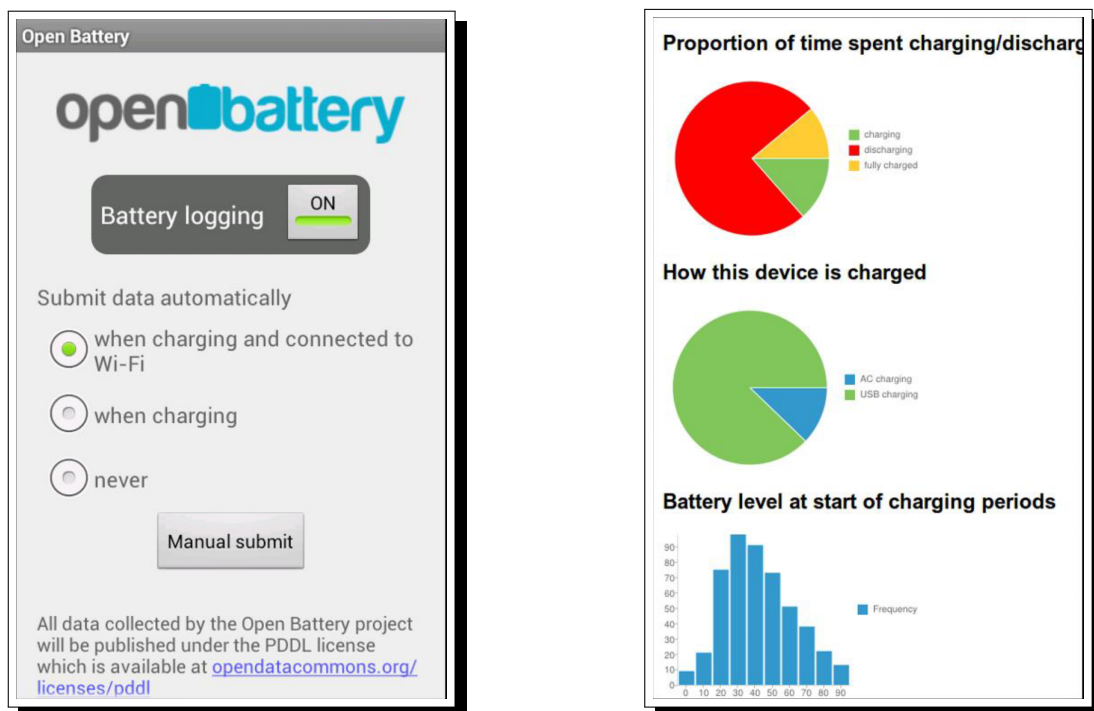 Open Battery
openbattery
Battery logging
ON
Submit data automatically
when charging and connected to
Wi-Fi
when charging
never
Manual submit
All data collected by the Open Battery project
will be published under the PDDL license
which is available at opendatacommons.org/
licenses/pddl
Proportion of time spent charging/discharg
charging
discharging
fully charged
How this device is charged
AC charging
USB charging
Battery level at start of charging periods
90
80
70
60
50
40
30
20
10
0
Frequency
0 10 20 30 40 50 60 70 80 90